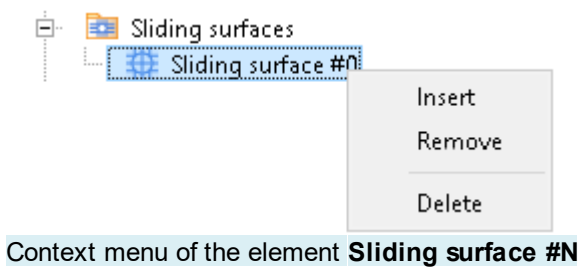 Sliding surfaces
Sliding surface #0
Insert
Remove
Delete
Context menu of the element Sliding surface #N